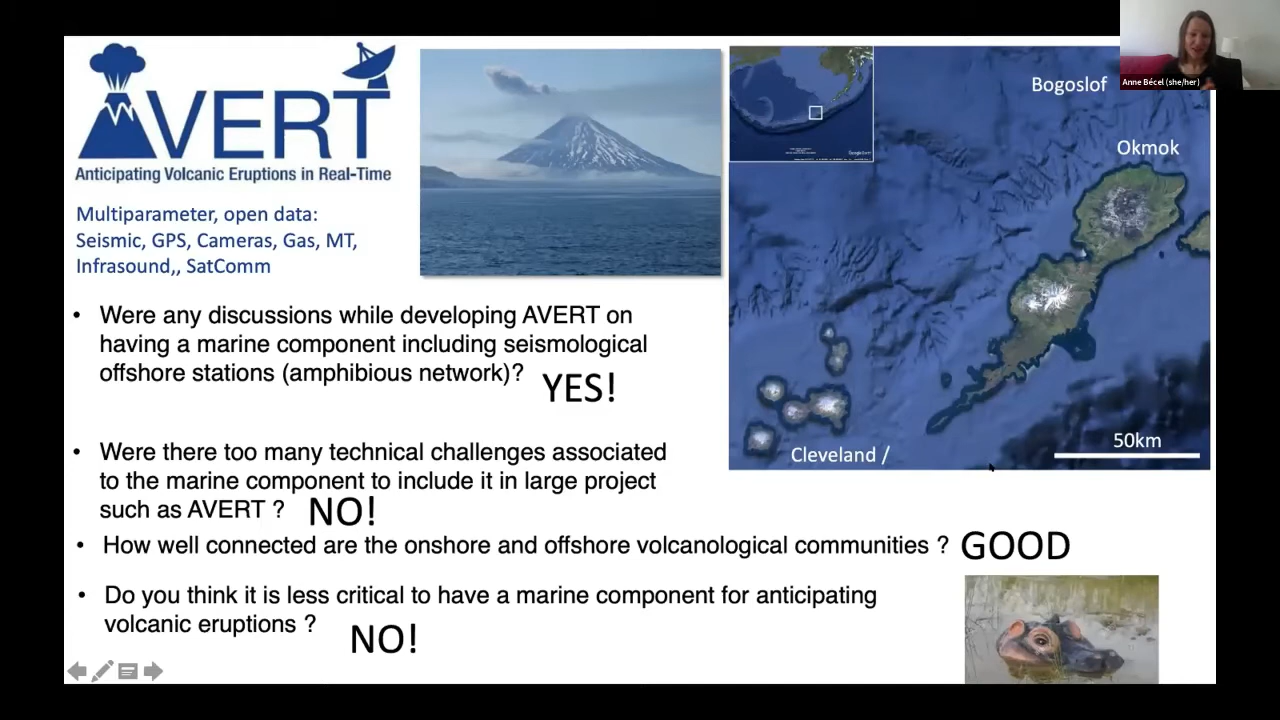 AVERT
Anticipating Volcanic Eruptions in Real-Time
Multiparameter, open data:
Seismic, GPS, Cameras, Gas, MT,
Infrasound,, SatComm
Bogoslof
Okmok
Cleveland /
50km
Anne Bécel (she/her)
• Were any discussions while developing AVERT on
having a marine component including seismological
offshore stations (amphibious network)?
YES!
• Were there too many technical challenges associated
to the marine component to include it in large project
such as AVERT ?
NO!
• How well connected are the onshore and offshore volcanological communities ?
GOOD
• Do you think it is less critical to have a marine component for anticipating
volcanic eruptions ?
NO!